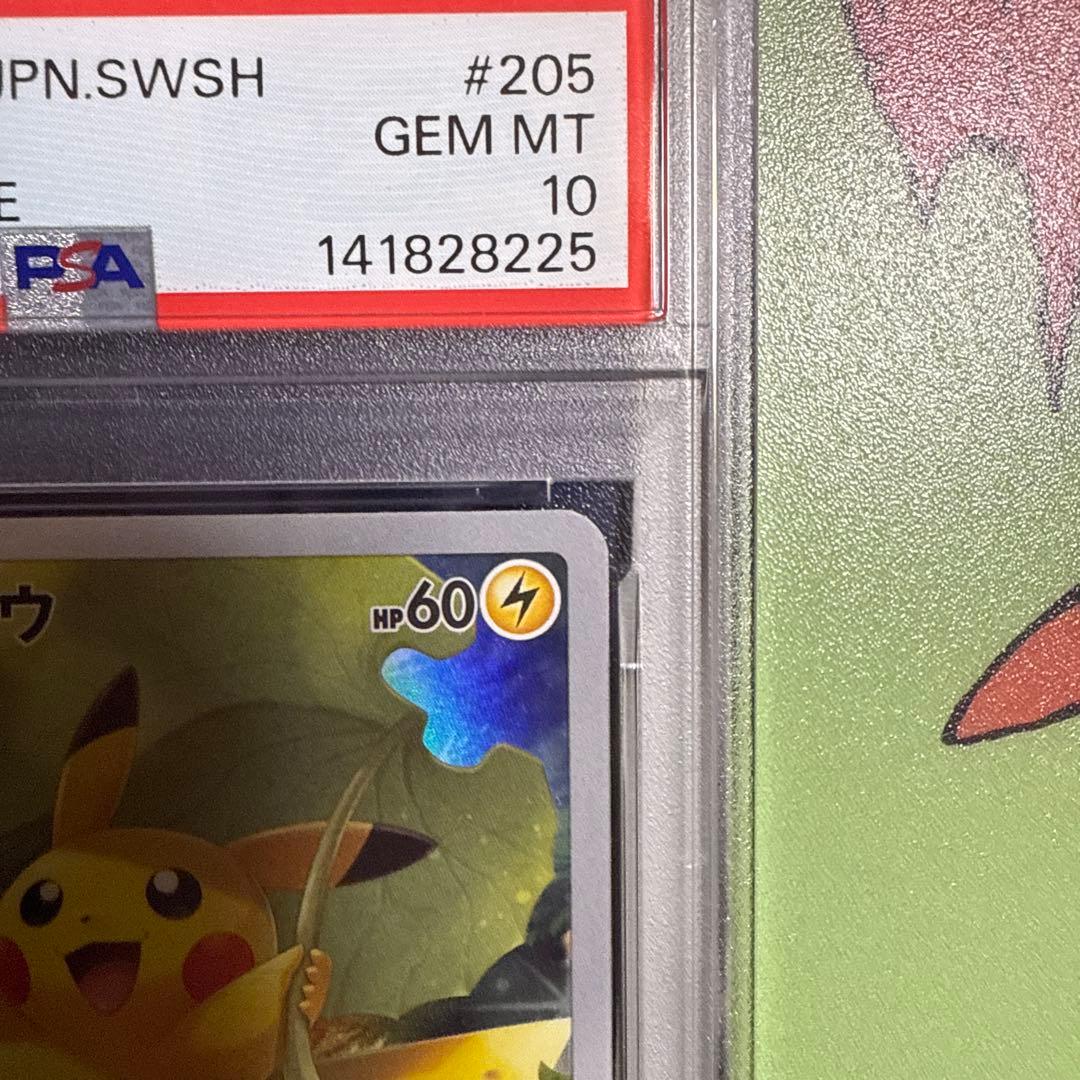 JPN.SWSH #205
GEM MT
E 10
PSA 141828225
ウ HP60